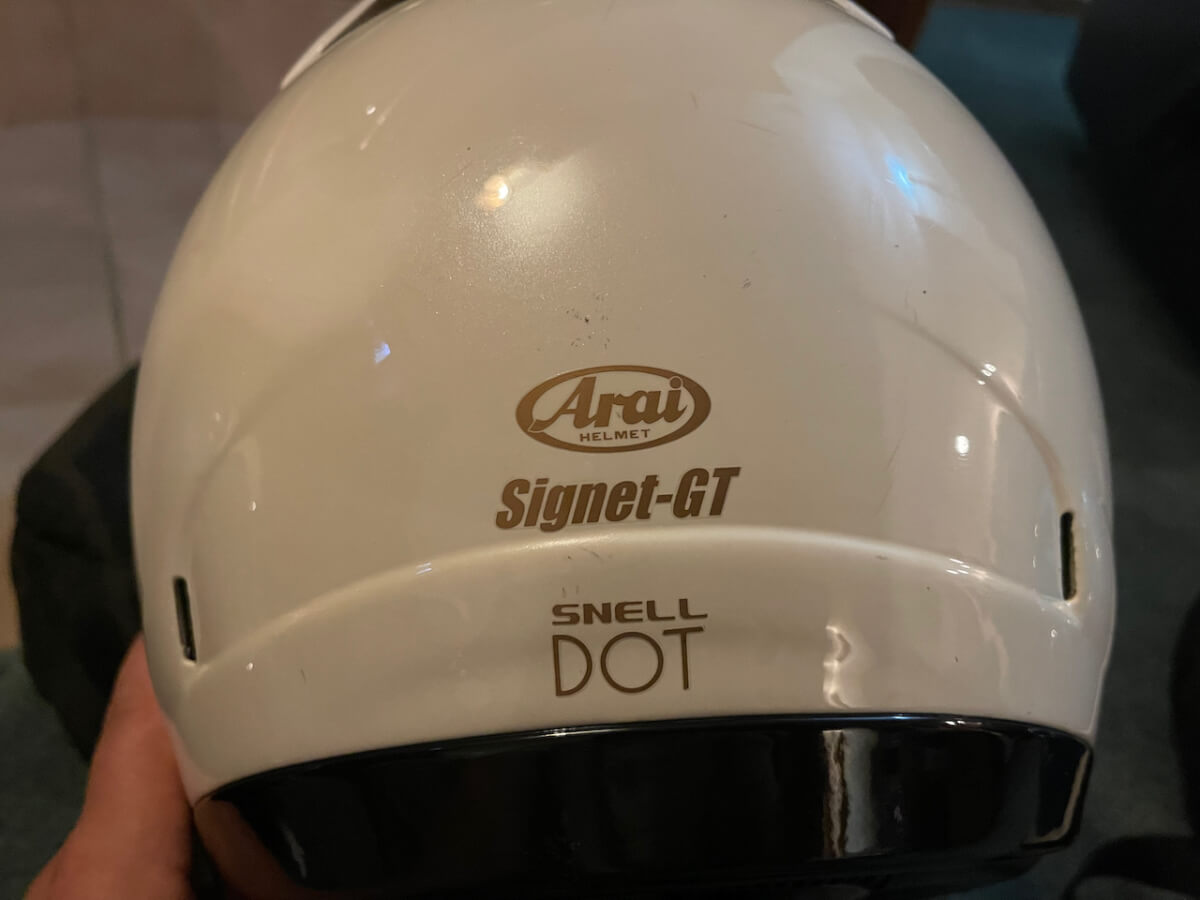 Arai
HELMET
Signet-GT
SNELL
DOT